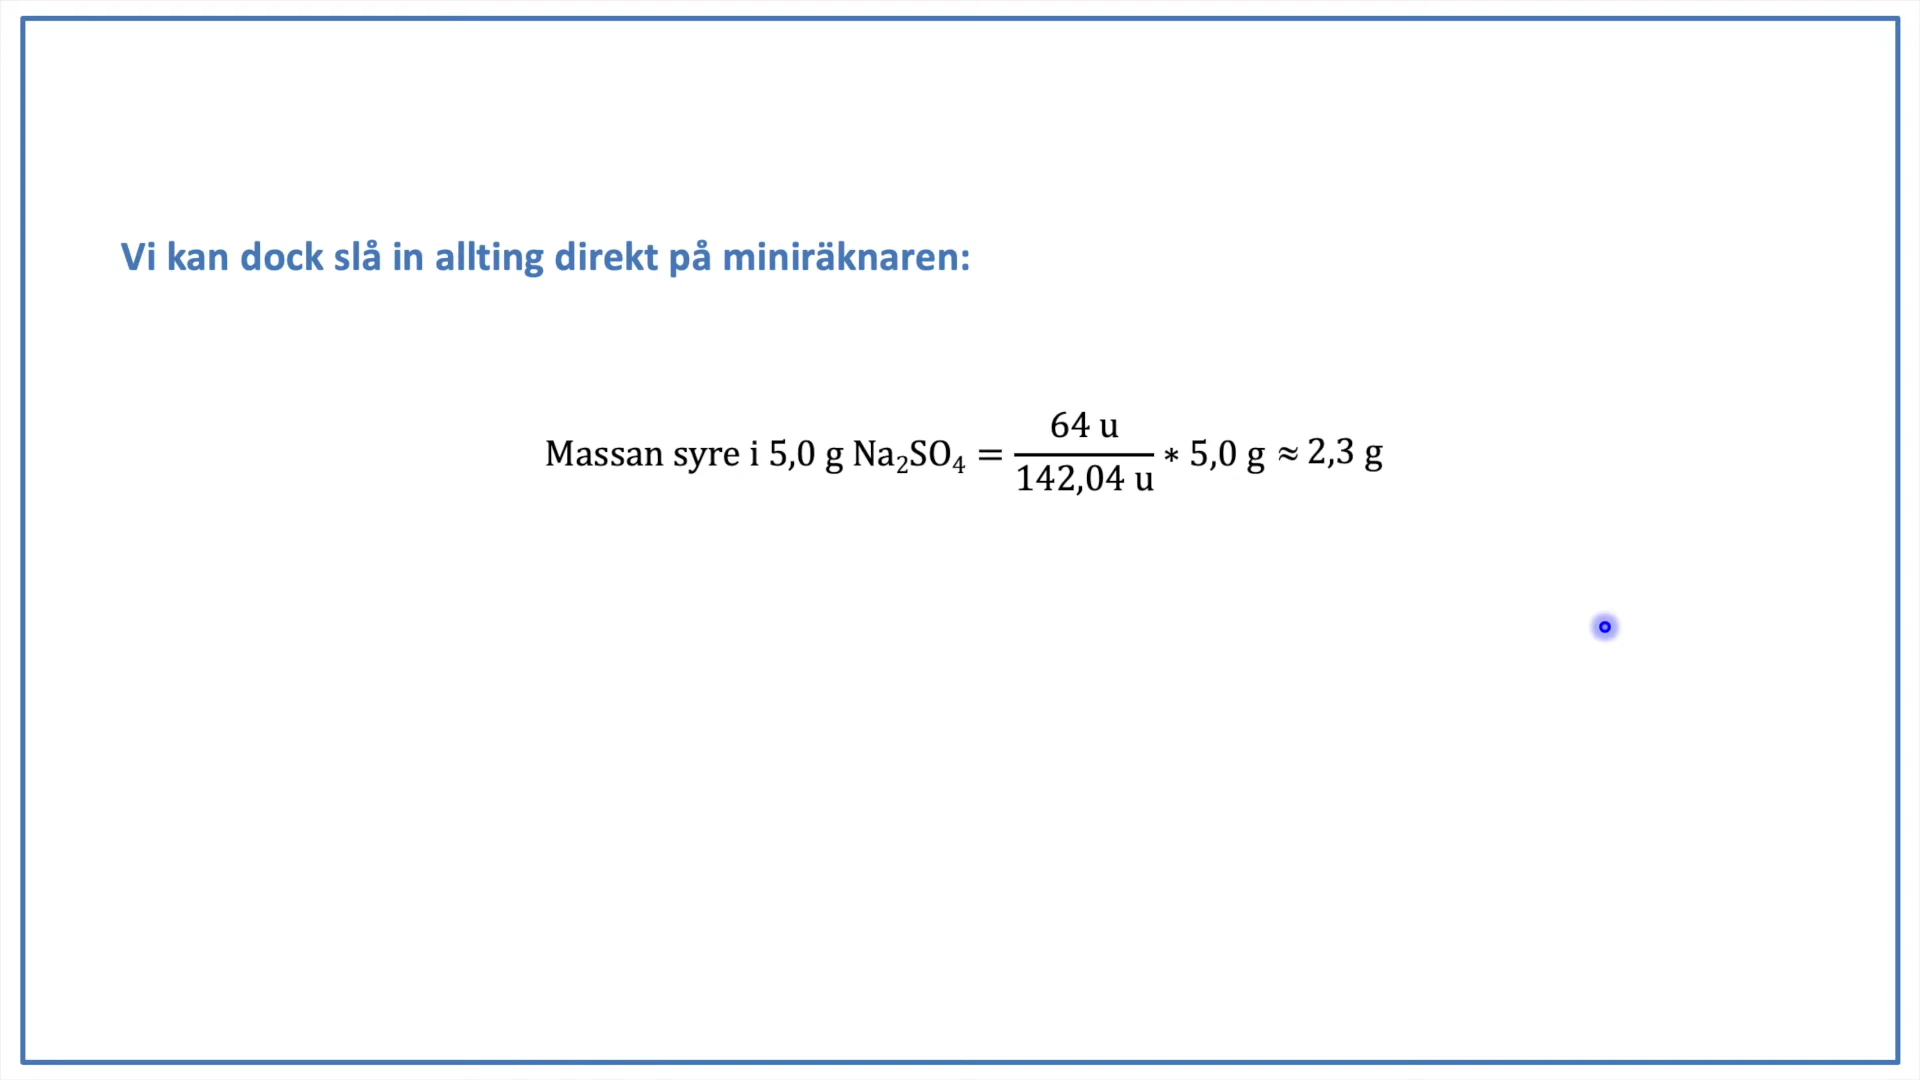 Vi kan dock slå in allting direkt på miniräknaren:
Massan syre i 5,0 g Na₂SO₄ = 64 u / 142,04 u * 5,0 g ≈ 2,3 g